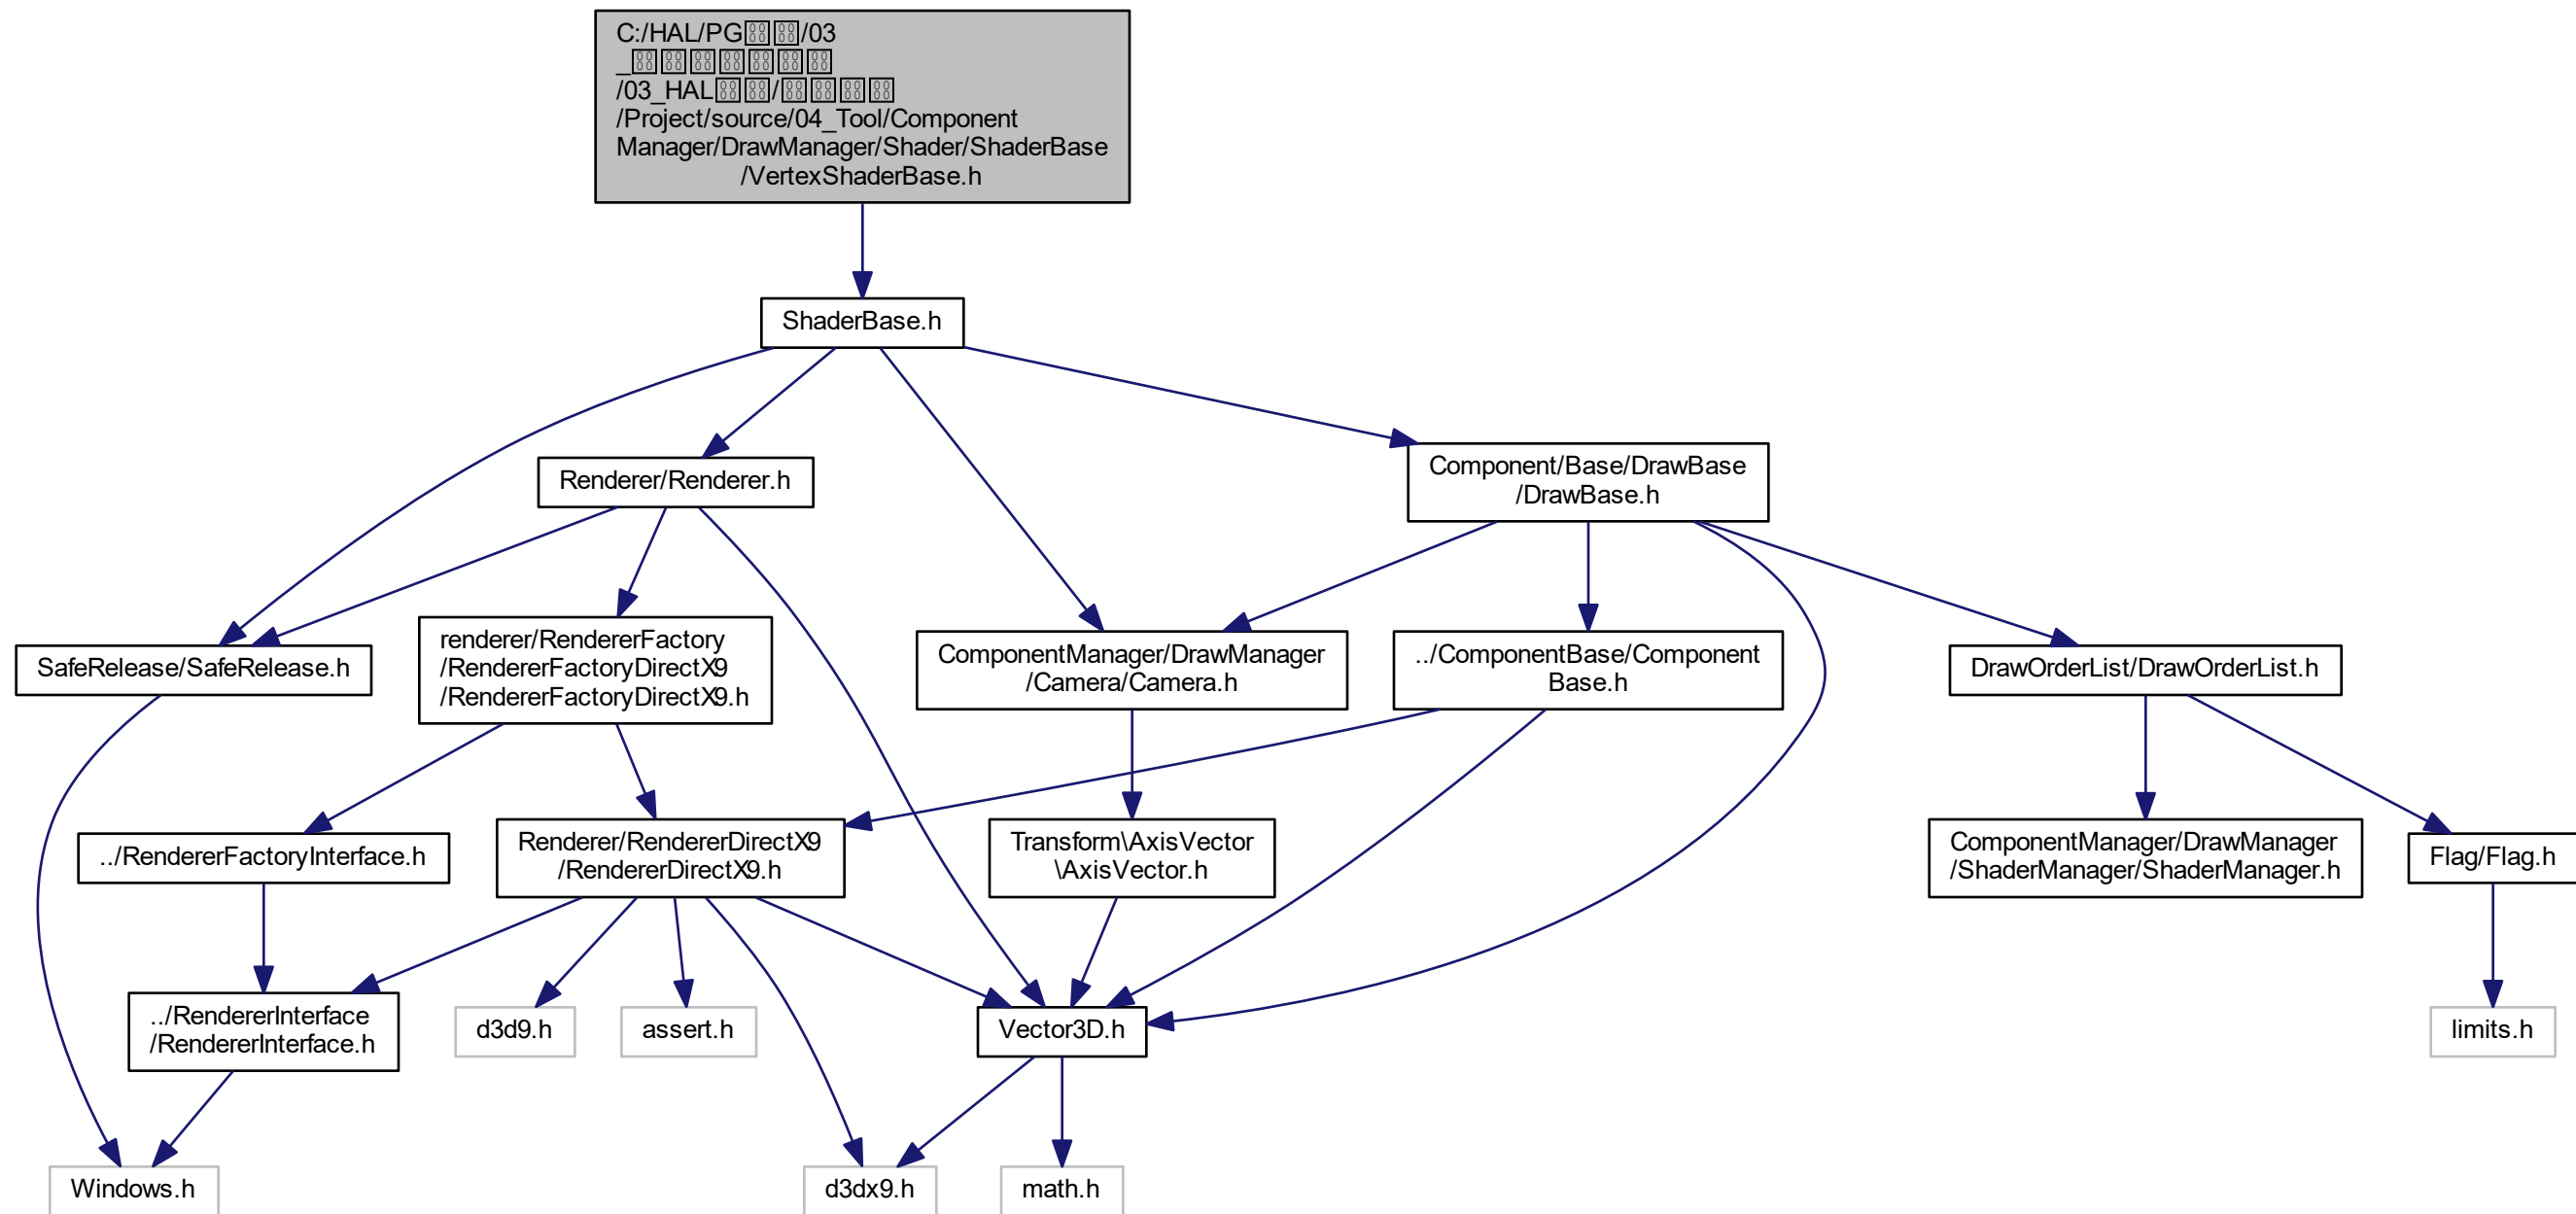 C:/HAL/PG/03
_
/03_HAL/
/Project/source/04_Tool/Component
Manager/DrawManager/Shader/ShaderBase
/VertexShaderBase.h
ShaderBase.h
Component/Base/DrawBase
/DrawBase.h
Renderer/Renderer.h
renderer/RendererFactory
/RendererFactoryDirectX9
/RendererFactoryDirectX9.h
SafeRelease/SafeRelease.h
ComponentManager/DrawManager
/Camera/Camera.h
../ComponentBase/Component
Base.h
DrawOrderList/DrawOrderList.h
../RendererFactoryInterface.h
Renderer/RendererDirectX9
/RendererDirectX9.h
Transform\AxisVector
\AxisVector.h
ComponentManager/DrawManager
/ShaderManager/ShaderManager.h
Flag/Flag.h
../RendererInterface
/RendererInterface.h
d3d9.h
assert.h
Vector3D.h
limits.h
Windows.h
d3dx9.h
math.h